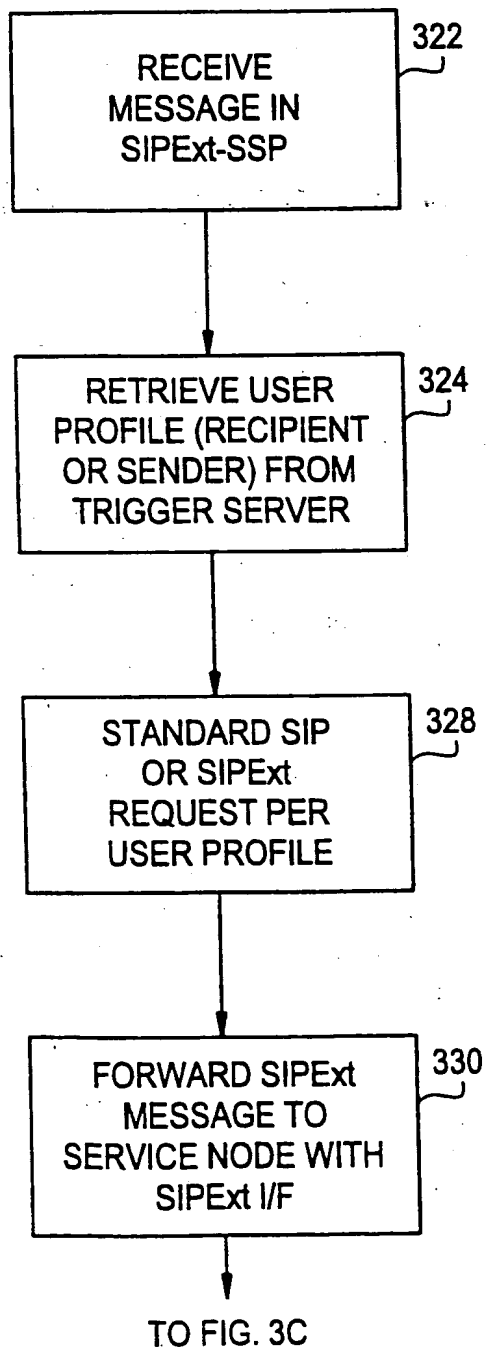 RECEIVE
MESSAGE IN
SIPExt-SSP
322
RETRIEVE USER
PROFILE (RECIPIENT
OR SENDER) FROM
TRIGGER SERVER
324
STANDARD SIP
OR SIPExt
REQUEST PER
USER PROFILE
328
FORWARD SIPExt
MESSAGE TO
SERVICE NODE WITH
SIPExt I/F
330
TO FIG. 3C